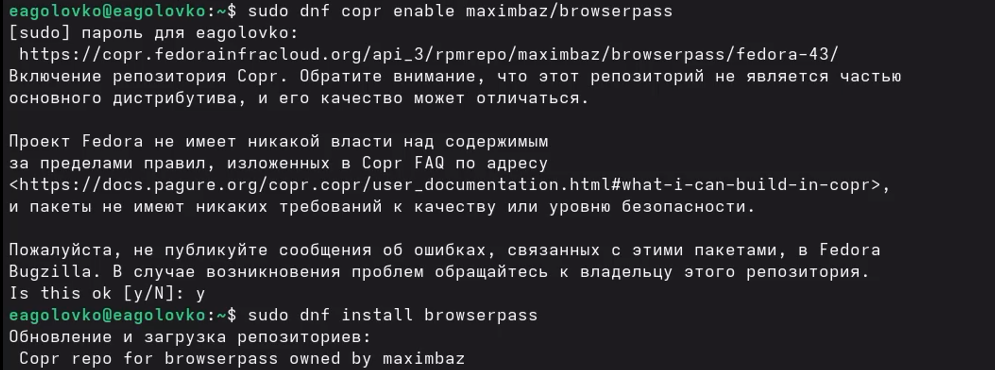 eagolovko@eagolovko:~$ sudo dnf copr enable maximbaz/browserpass
[sudo] пароль для eagolovko:
https://copr.fedorainfracloud.org/api_3/rpmrepo/maximbaz/browserpass/fedora-43/
Включение репозитория Copr. Обратите внимание, что этот репозиторий не является частью
основного дистрибутива, и его качество может отличаться.
Проект Fedora не имеет никакой власти над содержимым
за пределами правил, изложенных в Copr FAQ по адресу
<https://docs.pagure.org/copr.copr/user_documentation.html#what-i-can-build-in-copr>,
и пакеты не имеют никаких требований к качеству или уровню безопасности.
Пожалуйста, не публикуйте сообщения об ошибках, связанных с этими пакетами, в Fedora
Bugzilla. В случае возникновения проблем обращайтесь к владельцу этого репозитория.
Is this ok [y/N]: y
eagolovko@eagolovko:~$ sudo dnf install browserpass
Обновление и загрузка репозиториев:
Copr repo for browserpass owned by maximbaz